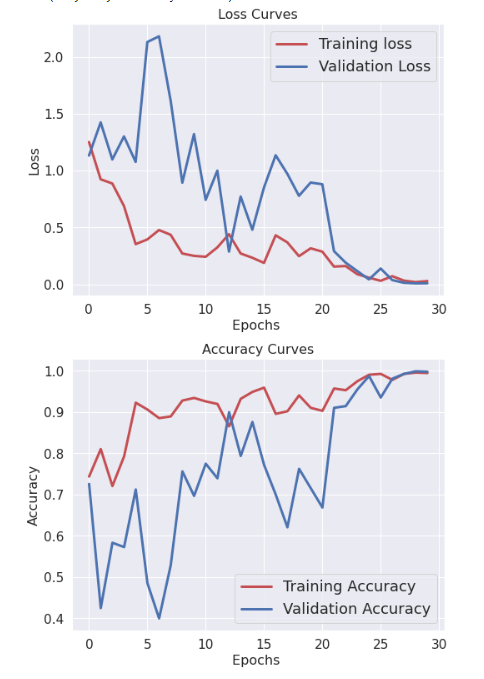 Loss Curves
Training loss
Validation Loss
2.0
1.5
1.0
0.5
0.0
Loss
0 5 10 15 20 25 30
Epochs
Accuracy Curves
1.0
0.9
0.8
0.7
0.6
0.5
0.4
Accuracy
Training Accuracy
Validation Accuracy
0 5 10 15 20 25 30
Epochs